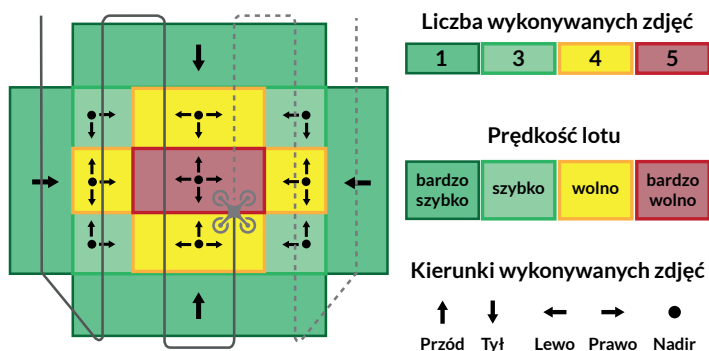 Liczba wykonywanych zdjęć
1 3 4 5
Prędkość lotu
bardzo szybko
szybko
wolno
bardzo wolno
Kierunki wykonywanych zdjęć
Przód Tył Lewo Prawo Nadir